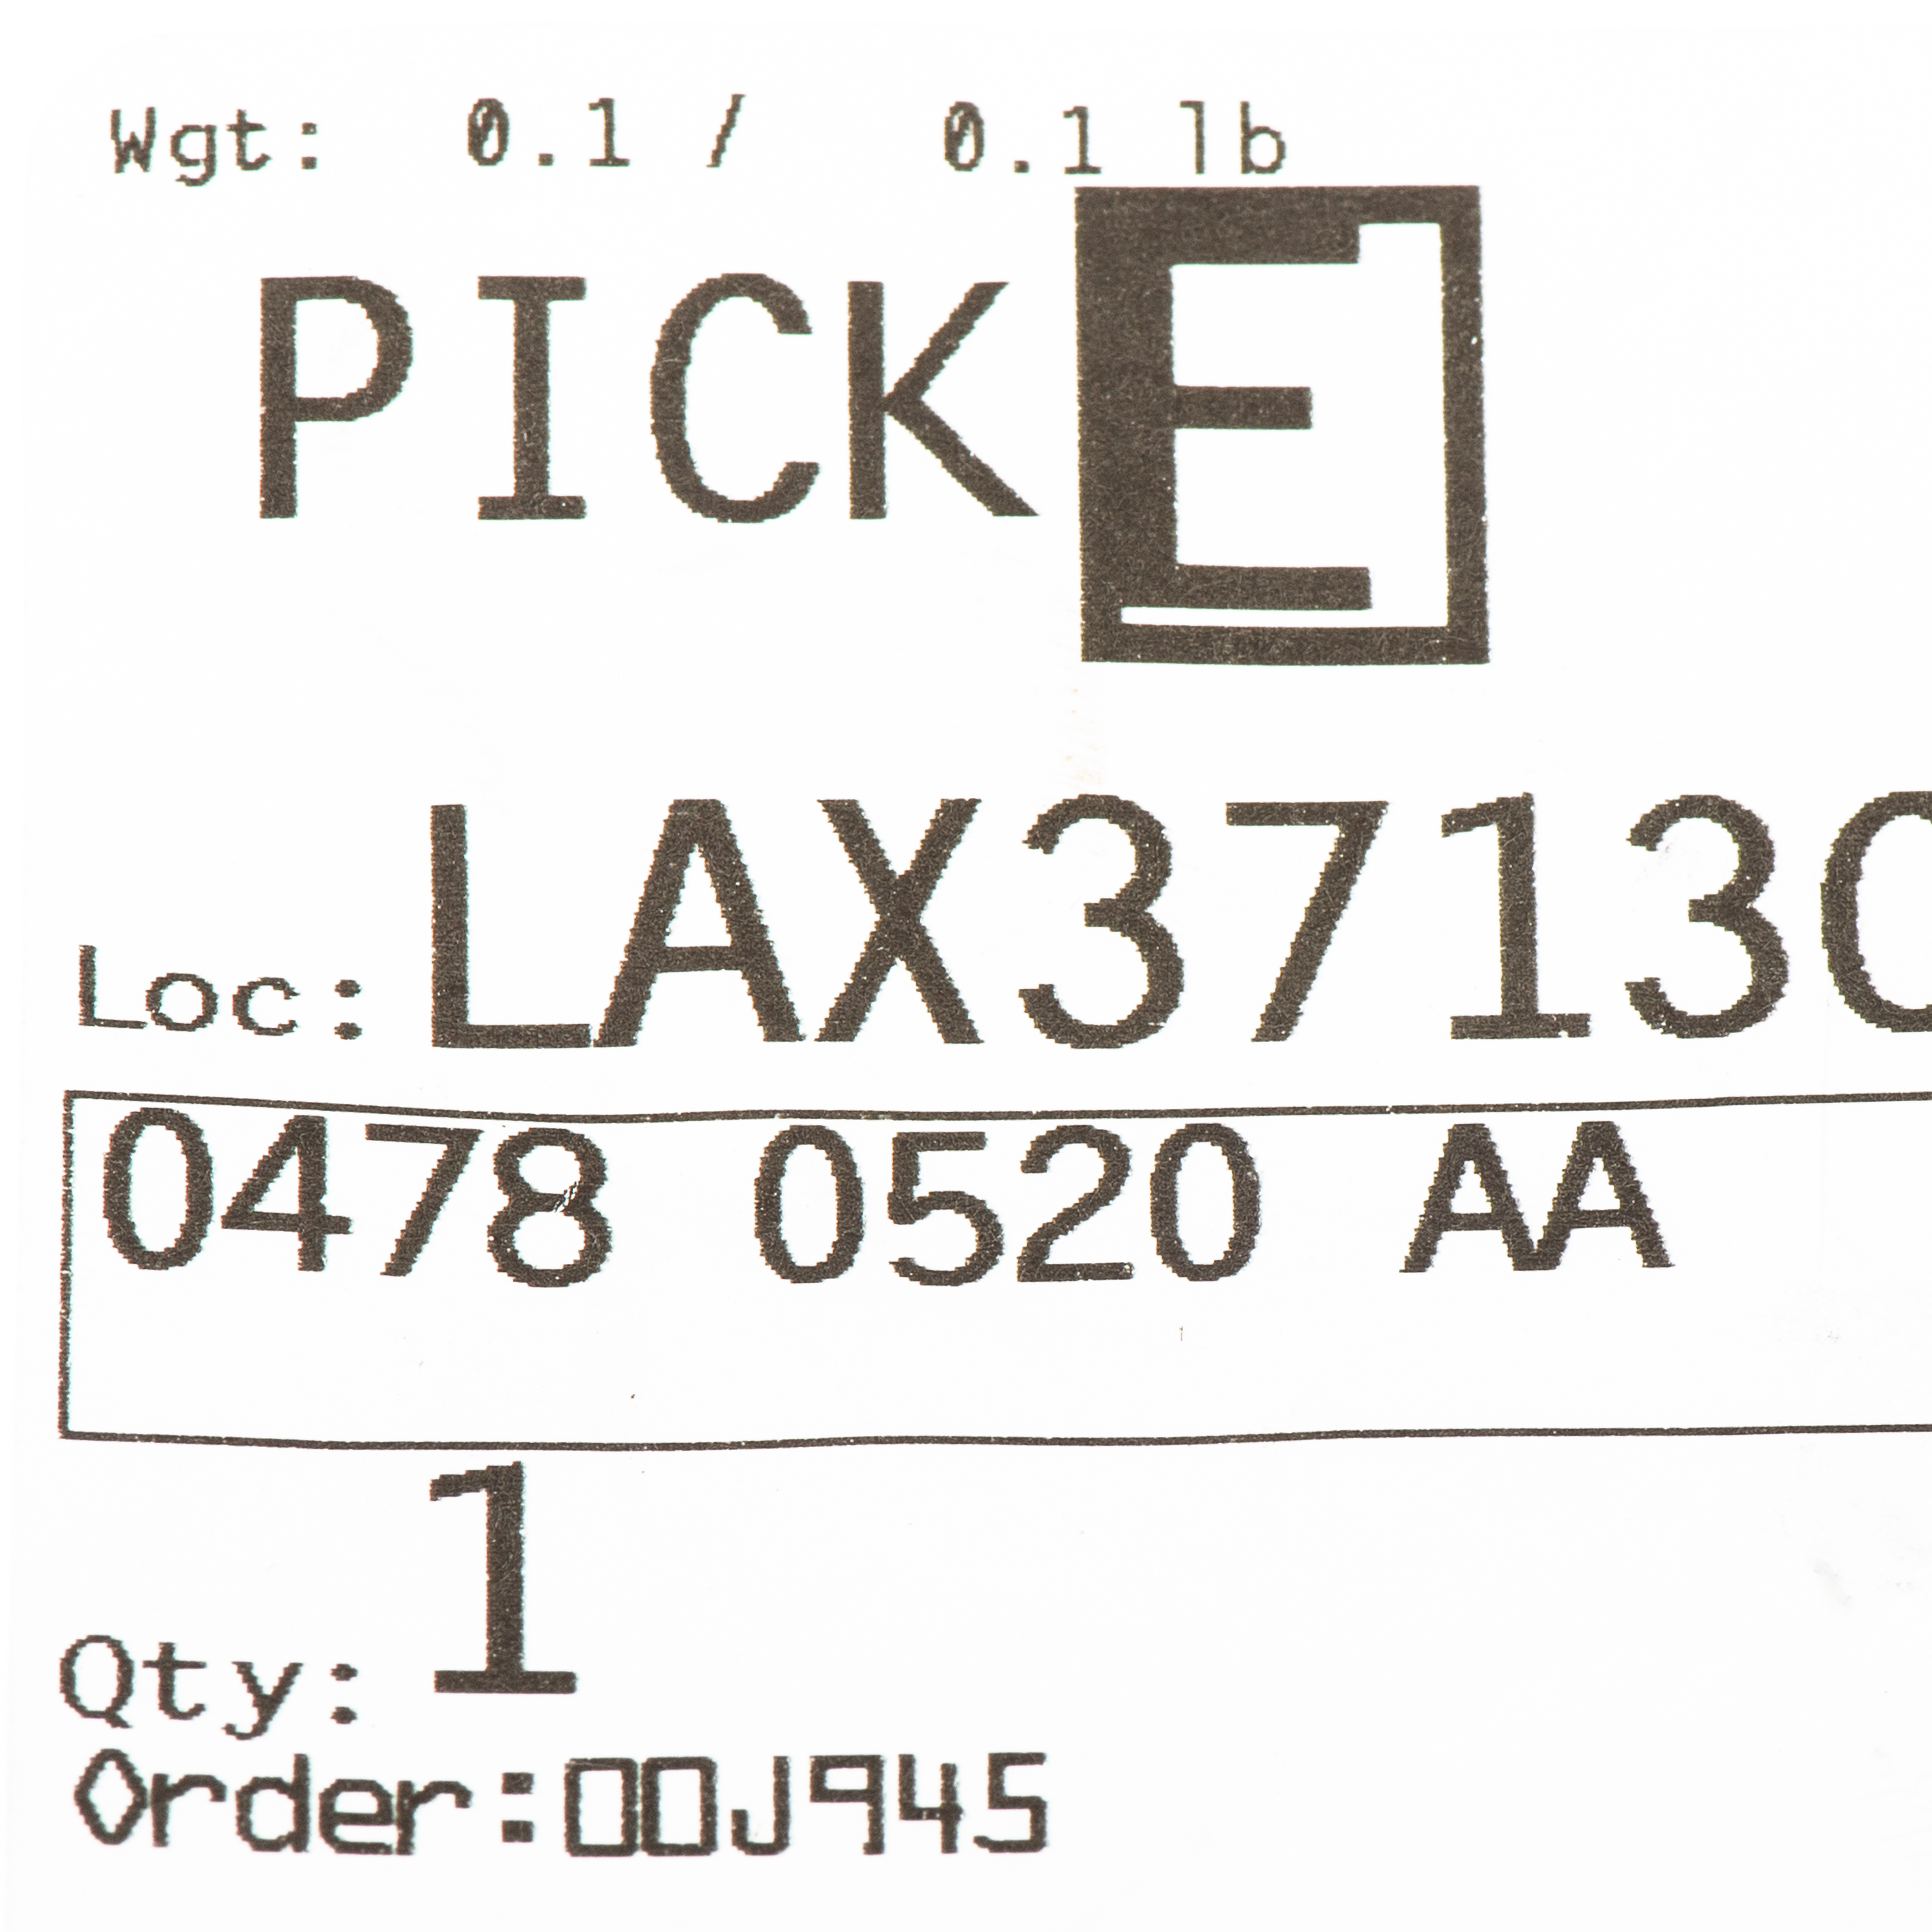 Wgt: 0.1 / 0.1 lb
PICK E
Loc: LAX3713
0478 0520 AA
Qty: 1
Order:00J945